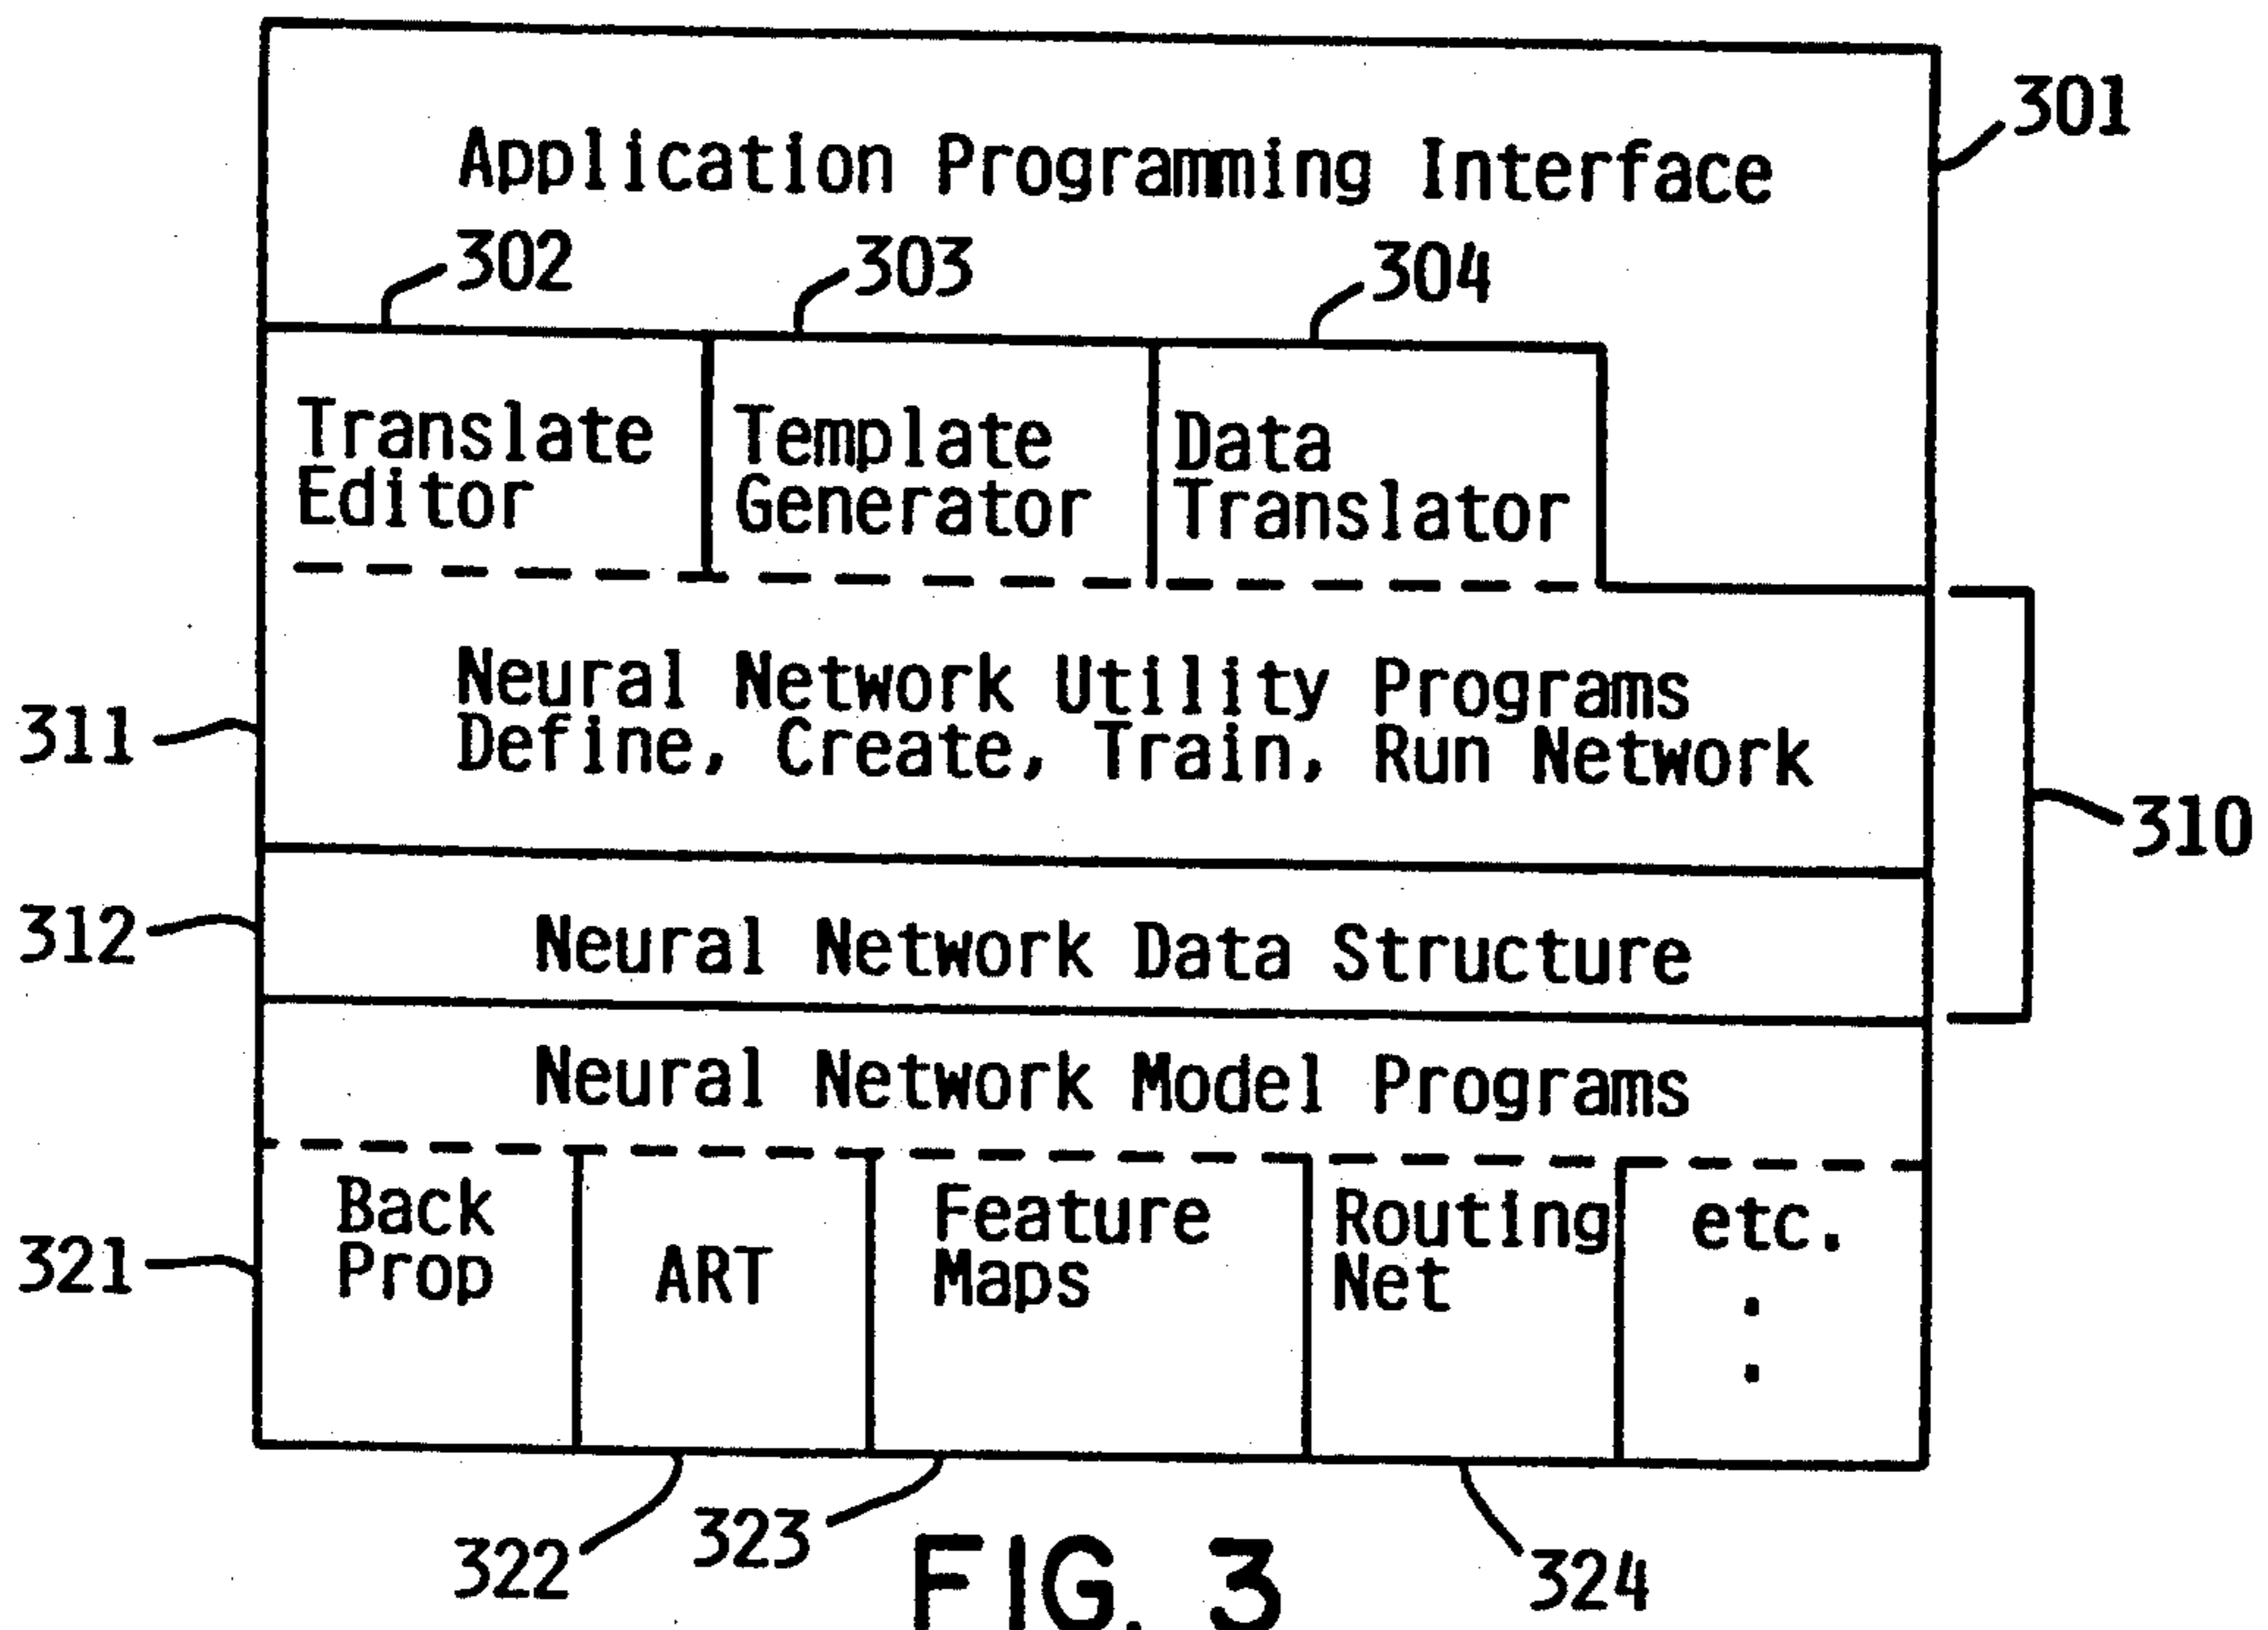 301
Application Programming Interface
302
303
304
Translate
Editor
Template
Generator
Data
Translator
311
Neural Network Utility Programs
Define, Create, Train, Run Network
310
312
Neural Network Data Structure
Neural Network Model Programs
321
Back
Prop
ART
Feature
Maps
Routing
Net
etc.
.
.
322
323
324
FIG. 3